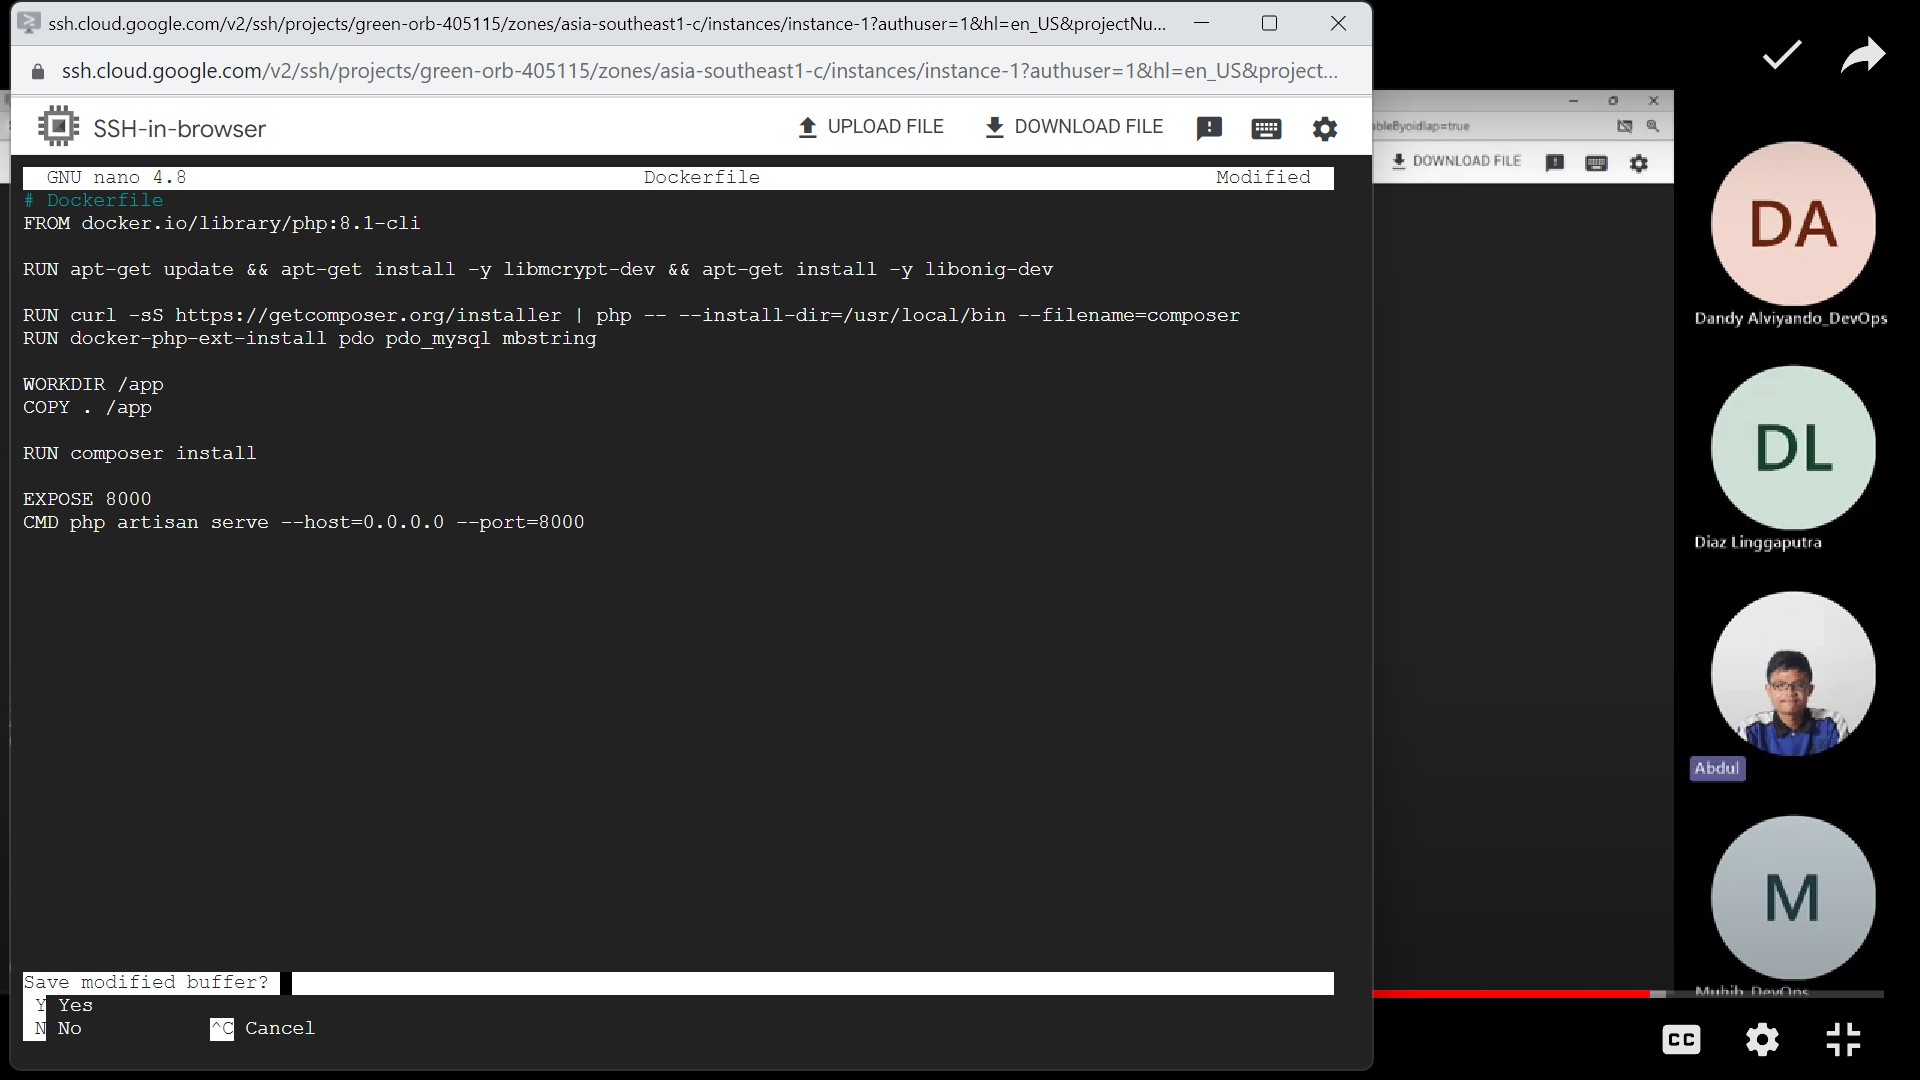 ssh.cloud.google.com/v2/ssh/projects/green-orb-405115/zones/asia-southeast1-c/instances/instance-1?authuser=1&hl=en_US&projectNu...
ssh.cloud.google.com/v2/ssh/projects/green-orb-405115/zones/asia-southeast1-c/instances/instance-1?authuser=1&hl=en_US&project...
SSH-in-browser
UPLOAD FILE
DOWNLOAD FILE
GNU nano 4.8 Dockerfile Modified
# Dockerfile
FROM docker.io/library/php:8.1-cli
RUN apt-get update && apt-get install -y libmcrypt-dev && apt-get install -y libonig-dev
RUN curl -sS https://getcomposer.org/installer | php -- --install-dir=/usr/local/bin --filename=composer
RUN docker-php-ext-install pdo pdo_mysql mbstring
WORKDIR /app
COPY . /app
RUN composer install
EXPOSE 8000
CMD php artisan serve --host=0.0.0.0 --port=8000
Save modified buffer?
Y Yes
N No ^C Cancel
DOWNLOAD FILE
DA
Dandy Alviyando_DevOps
DL
Diaz Linggaputra
Abdul
M
Muhib_DevOps
CC